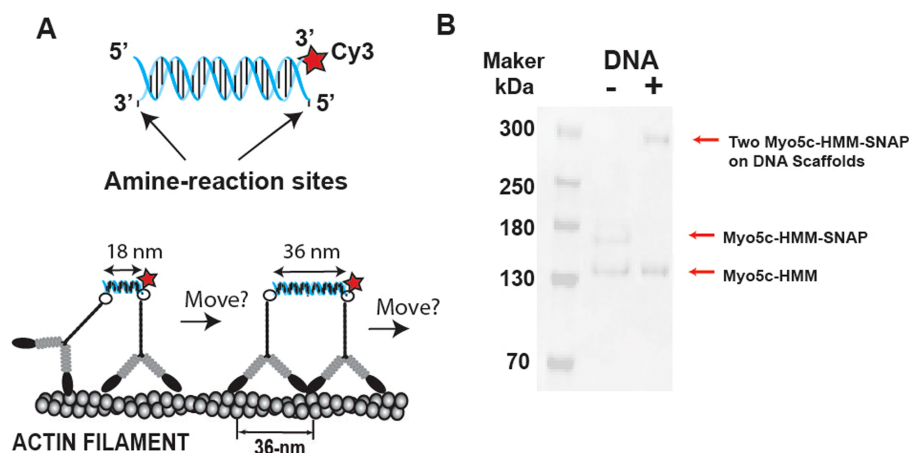 A
5’
3’
Cy3
3’
5’
Amine-reaction sites
18 nm
36 nm
Move?
Move?
ACTIN FILAMENT
36-nm
B
Maker
kDa
DNA
- +
300
250
180
130
70
Two Myo5c-HMM-SNAP
on DNA Scaffolds
Myo5c-HMM-SNAP
Myo5c-HMM